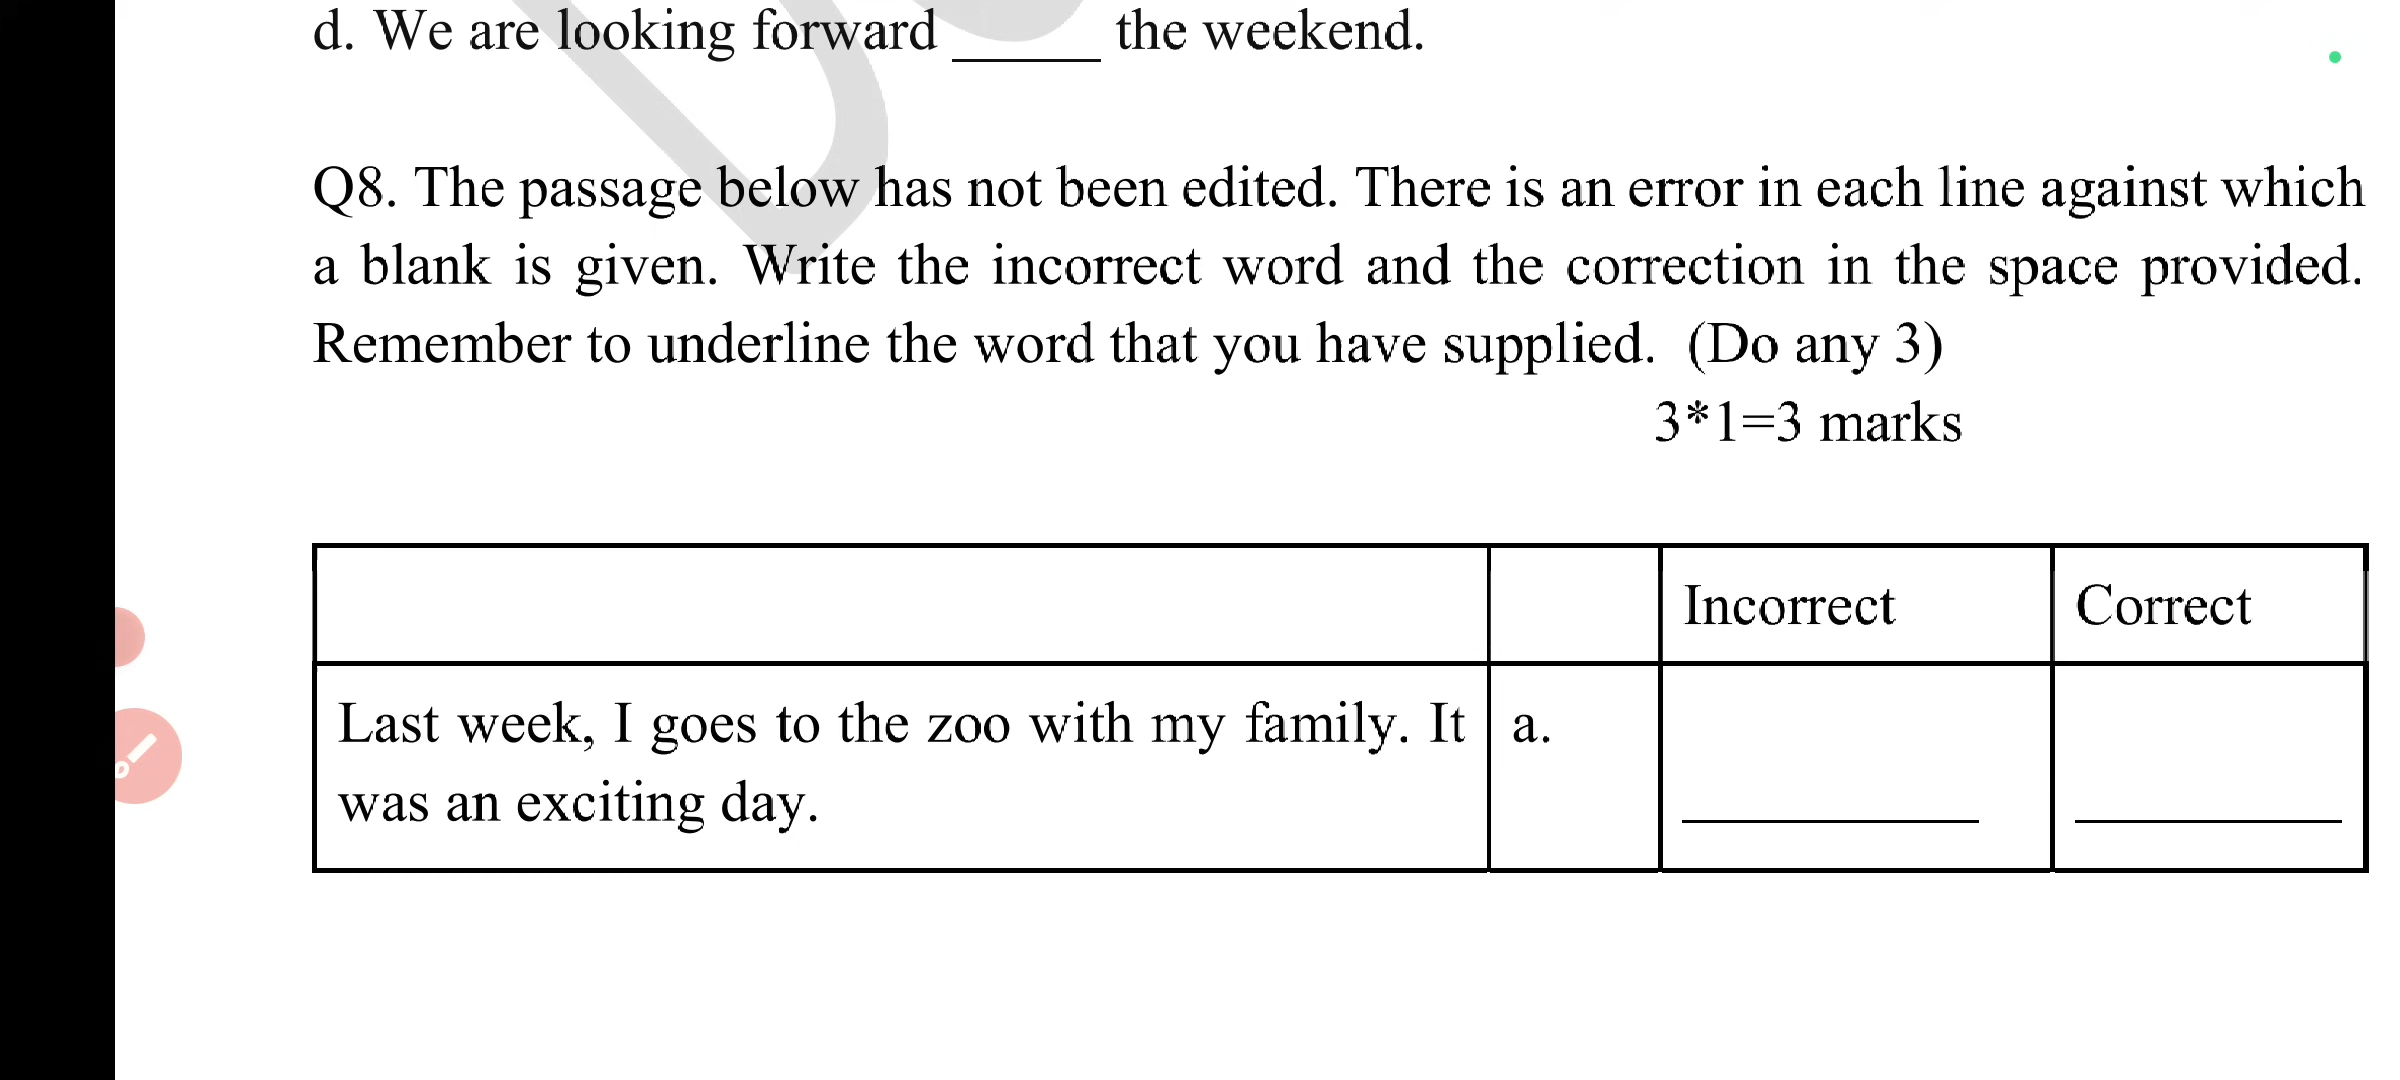 d. We are looking forward _____ the weekend.
Q8. The passage below has not been edited. There is an error in each line against which
a blank is given. Write the incorrect word and the correction in the space provided.
Remember to underline the word that you have supplied. (Do any 3)
3*1=3 marks
Incorrect
Correct
Last week, I goes to the zoo with my family. It
was an exciting day.
a.